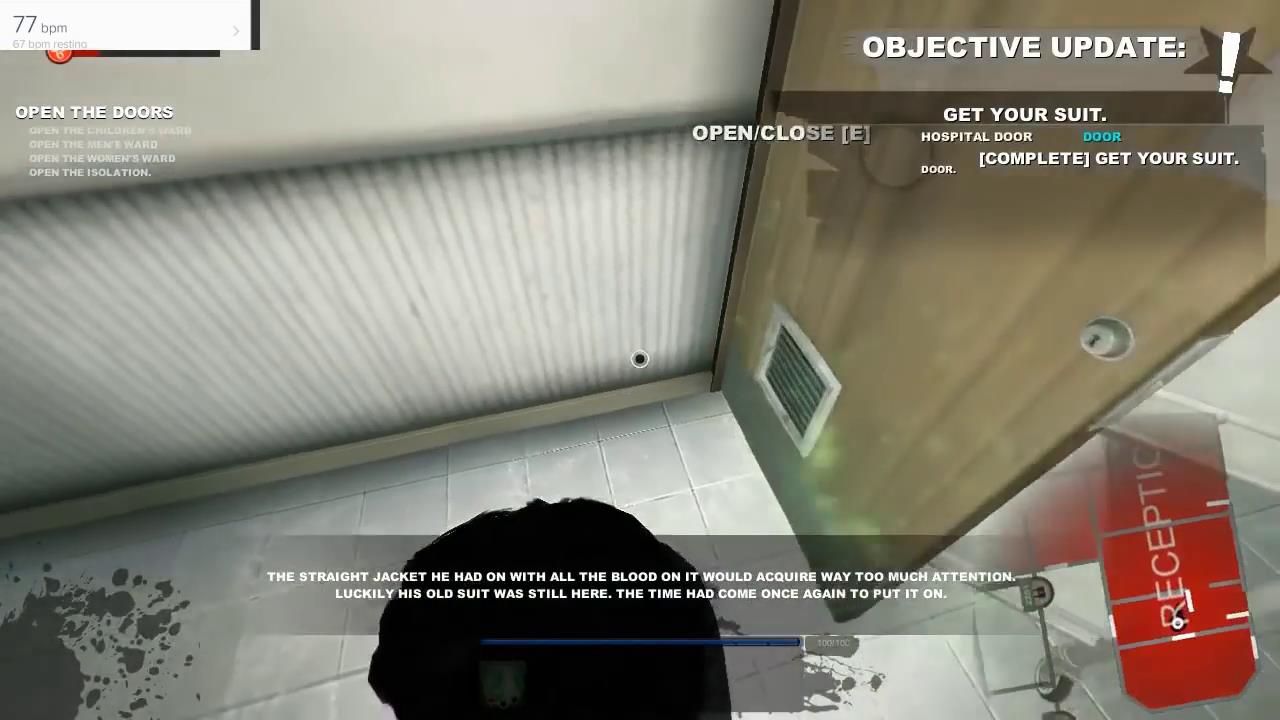 77 bpm
67 bpm resting
OBJECTIVE UPDATE:
OPEN THE DOORS
OPEN THE CHILDREN'S WARD
OPEN THE MEN'S WARD
OPEN THE WOMEN'S WARD
OPEN THE ISOLATION.
GET YOUR SUIT.
OPEN/CLOSE [E]
HOSPITAL DOOR DOOR
[COMPLETE] GET YOUR SUIT.
DOOR.
RECEPTIO
THE STRAIGHT JACKET HE HAD ON WITH ALL THE BLOOD ON IT WOULD ACQUIRE WAY TOO MUCH ATTENTION.
LUCKILY HIS OLD SUIT WAS STILL HERE. THE TIME HAD COME ONCE AGAIN TO PUT IT ON.
100/100